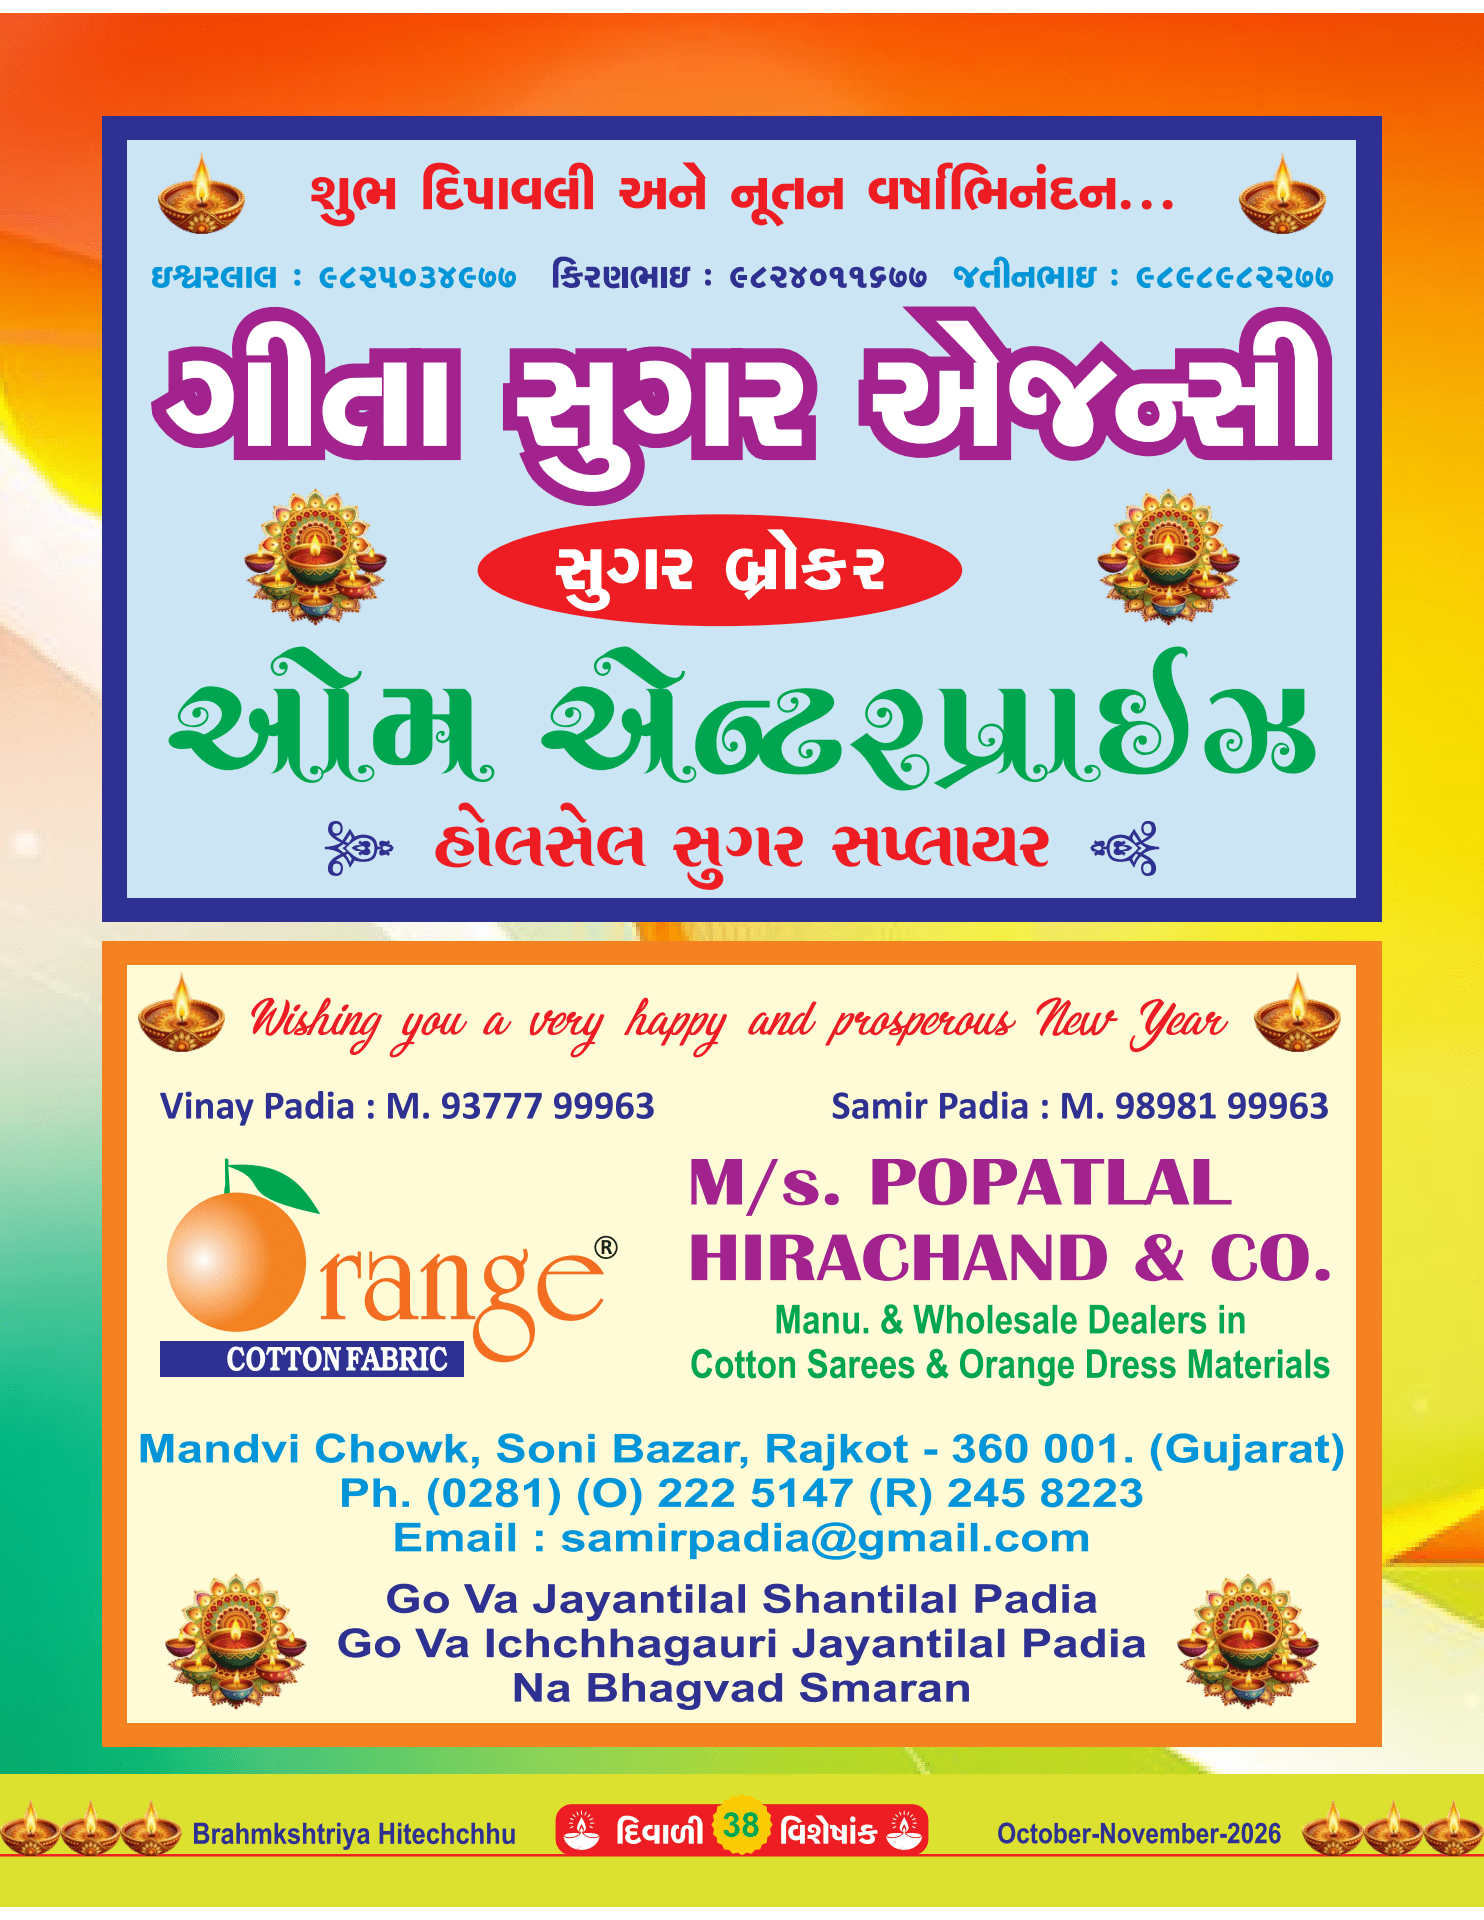 શુભ દિપાવલી અને નૂતન વર્ષાભિનંદન...
ઇશ્વરલાલ : ૯૮૨૫૦૩૪૯૭૭ કિરણભાઇ : ૯૮૨૪૦૧૧૬૭૭ જતીનભાઇ : ૯૮૯૮૯૮૨૨૭૭
ગીતા સુગર એજન્સી
સુગર બ્રોકર
ઓમ એન્ટરપ્રાઈઝ
હોલસેલ સુગર સપ્લાયર
Wishing you a very happy and prosperous New Year
Vinay Padia : M. 93777 99963 Samir Padia : M. 98981 99963
Orange®
COTTON FABRIC
M/s. POPATLAL
HIRACHAND & CO.
Manu. & Wholesale Dealers in
Cotton Sarees & Orange Dress Materials
Mandvi Chowk, Soni Bazar, Rajkot - 360 001. (Gujarat)
Ph. (0281) (O) 222 5147 (R) 245 8223
Email : samirpadia@gmail.com
Go Va Jayantilal Shantilal Padia
Go Va Ichchhagauri Jayantilal Padia
Na Bhagvad Smaran
Brahmkshtriya Hitechchhu દિવાળી 38 વિશેષાંક October-November-2026